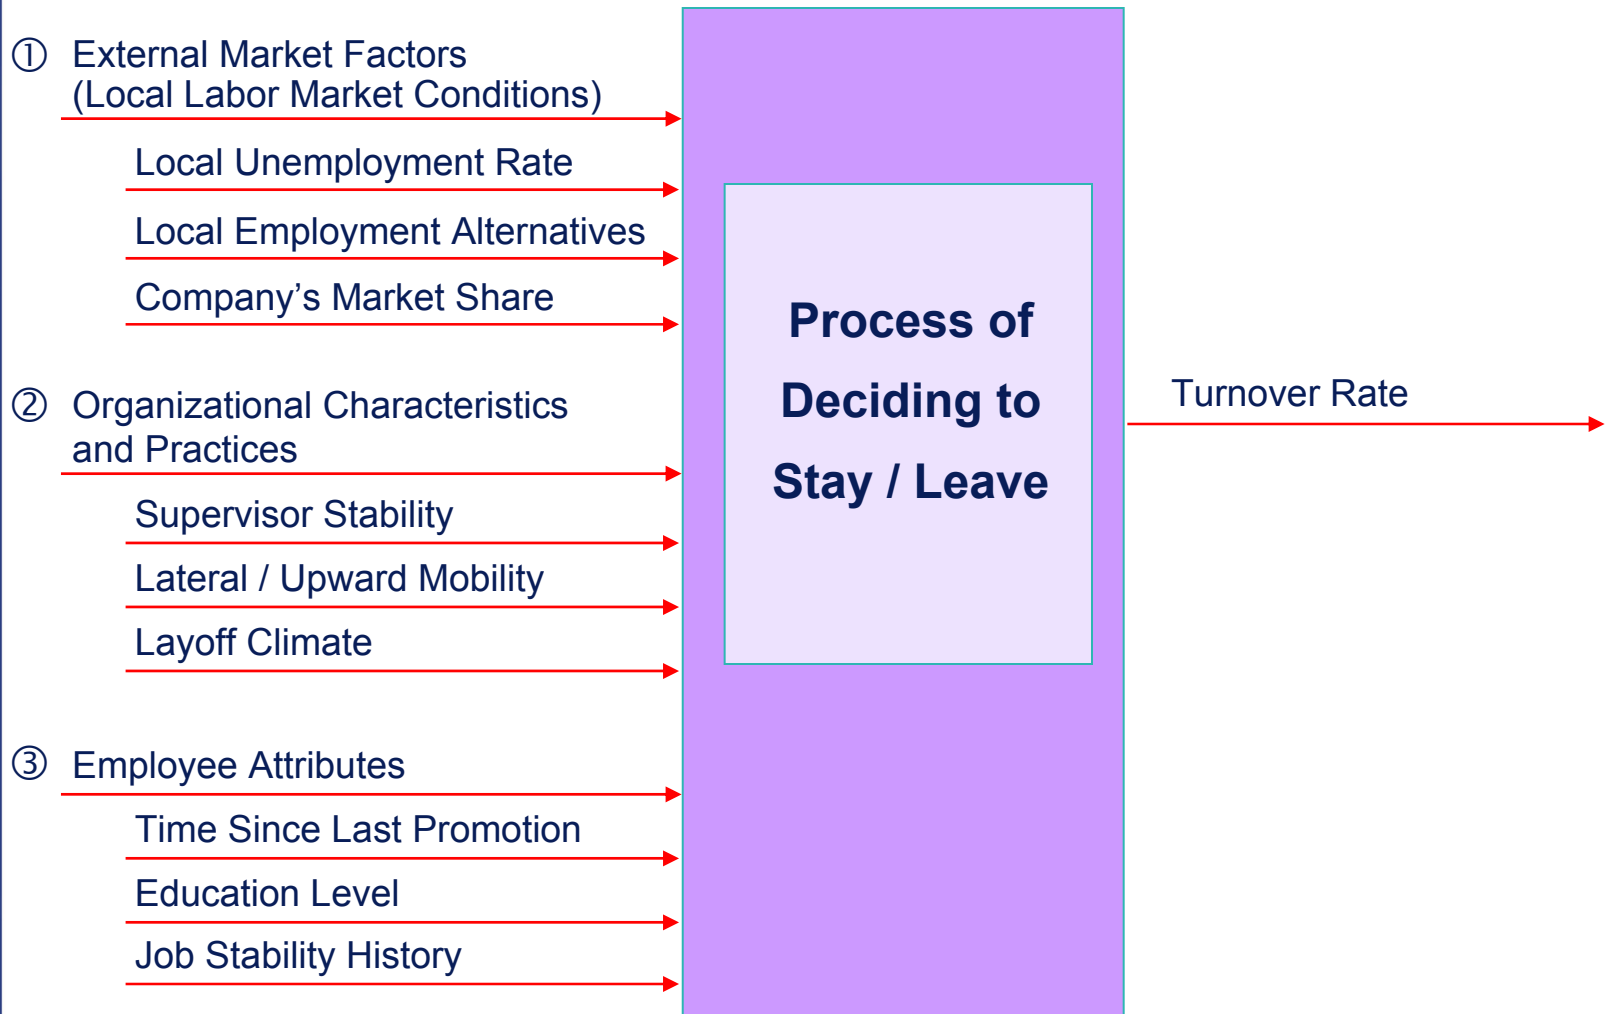 ① External Market Factors
(Local Labor Market Conditions)
Local Unemployment Rate
Local Employment Alternatives
Company’s Market Share
② Organizational Characteristics
and Practices
Supervisor Stability
Lateral / Upward Mobility
Layoff Climate
③ Employee Attributes
Time Since Last Promotion
Education Level
Job Stability History
Process of
Deciding to
Stay / Leave
Turnover Rate